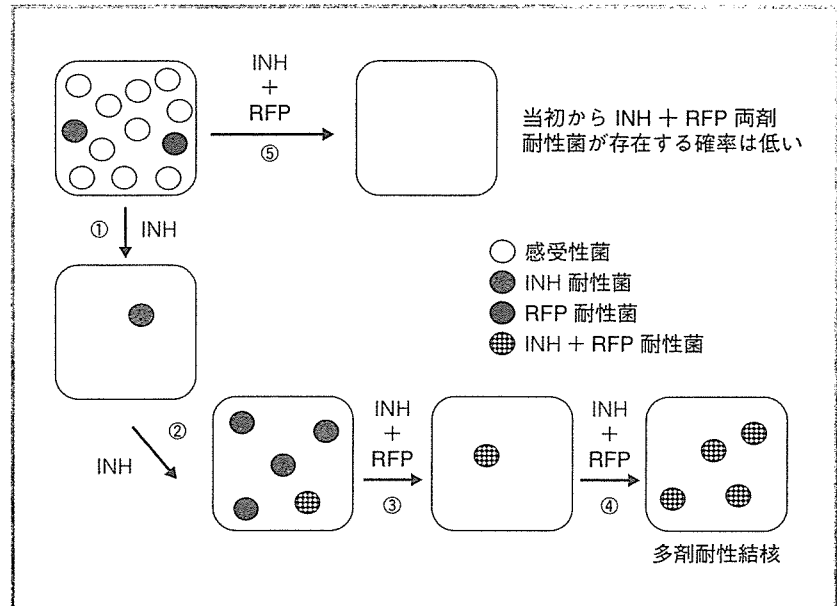 INH
+
RFP
⑤
当初から INH + RFP 両剤
耐性菌が存在する確率は低い
① INH
感受性菌
INH 耐性菌
RFP 耐性菌
INH + RFP 耐性菌
②
INH
INH
+
RFP
③
INH
+
RFP
④
多剤耐性結核